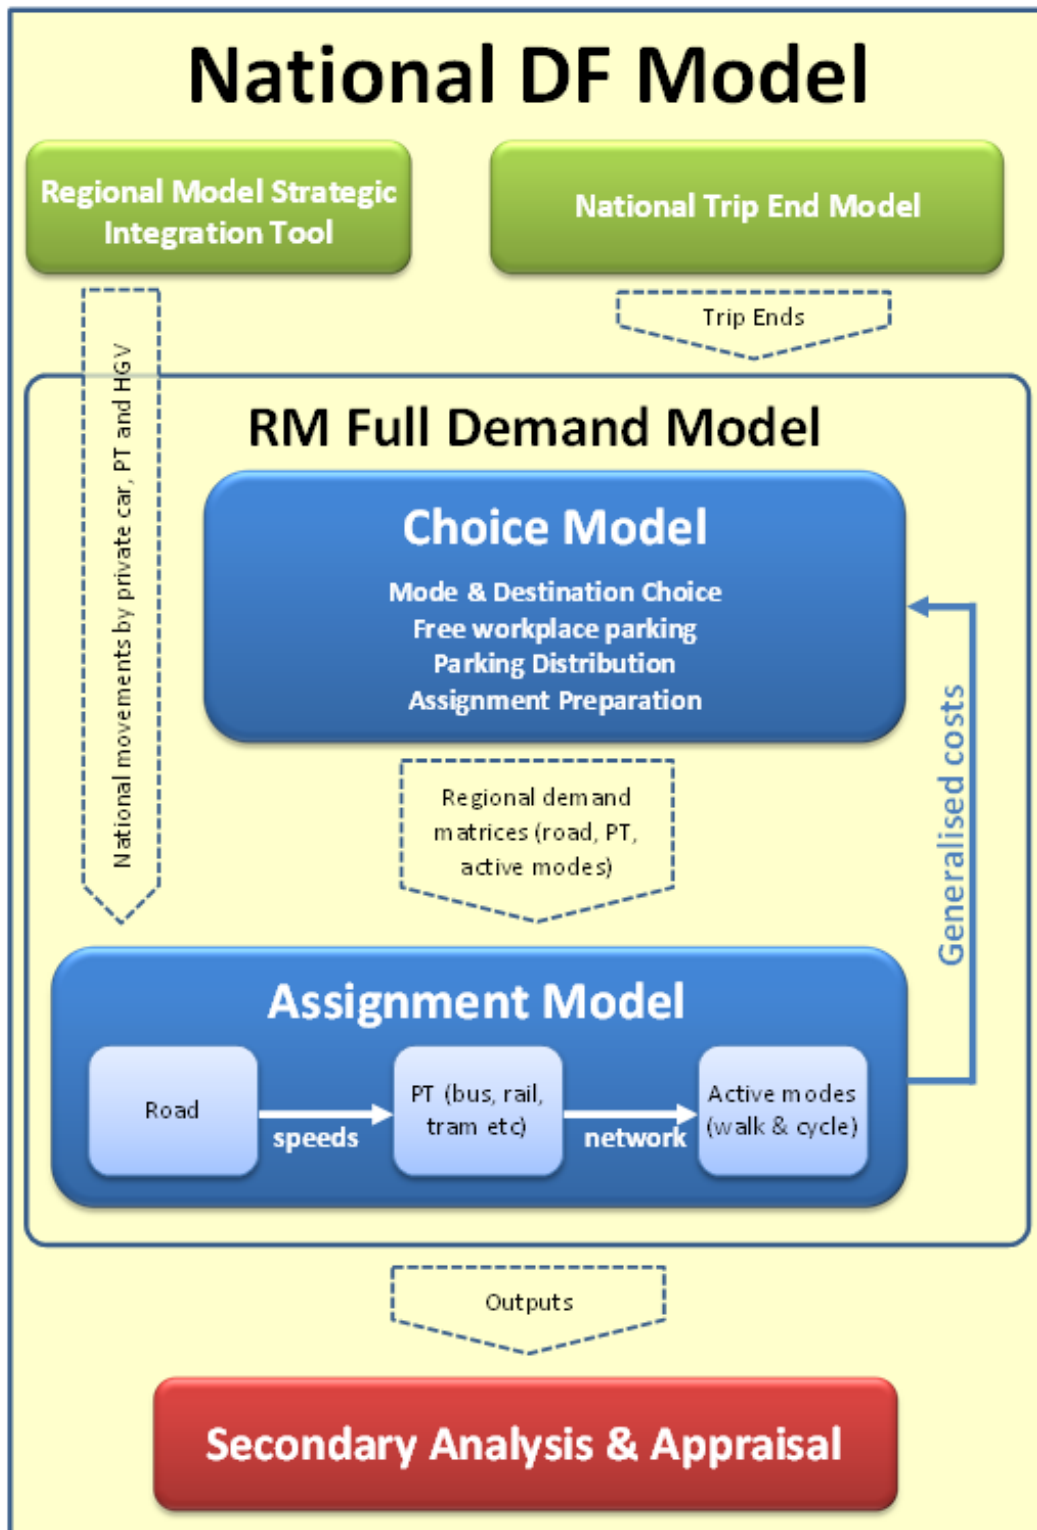 National DF Model
Regional Model Strategic
Integration Tool
National Trip End Model
Trip Ends
National movements by private car, PT and HGV
RM Full Demand Model
Choice Model
Mode & Destination Choice
Free workplace parking
Parking Distribution
Assignment Preparation
Regional demand
matrices (road, PT,
active modes)
Generalised costs
Assignment Model
Road
speeds
PT (bus, rail,
tram etc)
network
Active modes
(walk & cycle)
Outputs
Secondary Analysis & Appraisal